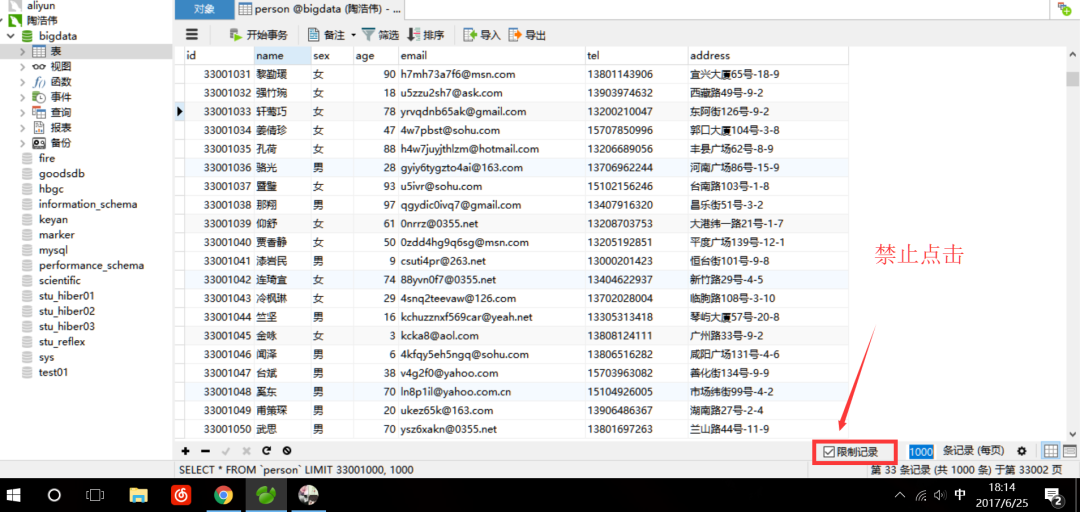 aliyun
陶浩伟
bigdata
表
视图
函数
事件
查询
报表
备份
fire
goodsdb
hbgc
information_schema
keyan
marker
mysql
performance_schema
scientific
stu_hiber01
stu_hiber02
stu_hiber03
stu_reflex
sys
test01
对象 person @bigdata (陶浩伟) - ...
开始事务 备注 筛选 排序 导入 导出
id name sex age email tel address
33001031 黎勤瑗 女 90 h7mh73a7f6@msn.com 13801143906 宜兴大厦65号-18-9
33001032 强竹琬 女 18 u5zzu2sh7@ask.com 13903974632 西藏路49号-9-2
33001033 轩菊巧 女 78 yrvqdnb65ak@gmail.com 13200210047 东阿街126号-9-2
33001034 姜倩珍 女 47 4w7pbst@sohu.com 15707850996 郭口大厦104号-3-8
33001035 孔荷 女 88 h4w7juyjthlzm@hotmail.com 13206689056 丰县广场62号-8-9
33001036 骆光 男 28 gyiy6tygzto4ai@163.com 13706962244 河南广场86号-15-9
33001037 女 93 u5ivr@sohu.com 15102156246 台南路103号-1-8
33001038 那翔 男 97 qgydic0ivq7@gmail.com 13407916320 昌乐街51号-3-2
33001039 仰舒 女 61 0nrrz@0355.net 13208703753 大港纬一路21号-1-7
33001040 贾香静 女 50 0zdd4hg9q6sg@msn.com 13205192851 平度广场139号-12-1
33001041 漆岩民 男 9 csuti4pr@263.net 13000201423 恒台街101号-9-8
33001042 连琦宜 女 74 88yvn0f7@0355.net 13404622937 新竹路29号-4-5
33001043 冷枫琳 女 29 4snq2teevaw@126.com 13702028004 临朐路108号-3-10
33001044 竺坚 男 16 kchuzznxf569car@yeah.net 13305313418 琴屿大厦57号-20-8
33001045 金咏 女 3 kcka8@aol.com 13808124111 广州路33号-9-2
33001046 闻泽 男 6 4kfqy5eh5ngq@sohu.com 13806516282 咸阳广场131号-4-6
33001047 台斌 男 38 v4g2f0@yahoo.com 15703963082 善化街134号-9-9
33001048 奚东 男 70 ln8p1il@yahoo.com.cn 15104926005 市场纬街99号-4-2
33001049 甫策琛 男 20 ukez65k@163.com 13906486367 湖南路27号-2-4
33001050 武思 男 70 ysz6xakn@0355.net 13801697263 兰山路44号-11-9
禁止点击
限制记录 1000 条记录 (每页)
SELECT * FROM `person` LIMIT 33001000, 1000 第 33 条记录 (共 1000 条) 于第 33002 页
中 18:14
2017/6/25
2